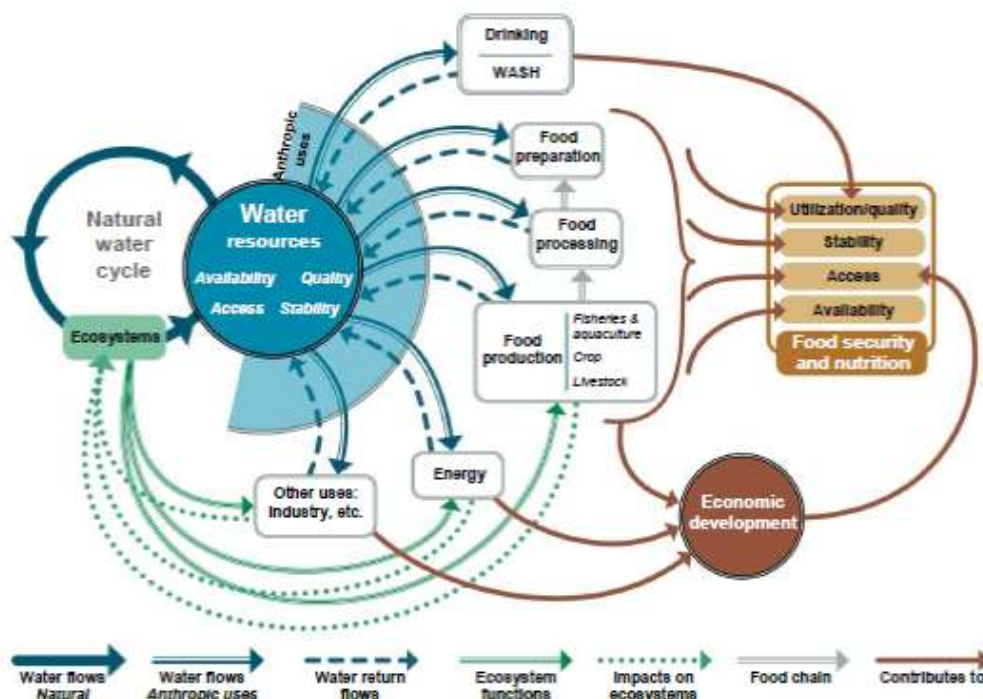 Drinking
WASH
Anthropic
uses
Food
preparation
Natural
water
cycle
Water
resources
Availability Quality
Access Stability
Food
processing
Utilization/quality
Stability
Access
Availability
Food security
and nutrition
Ecosystems
Food
production
Fisheries &
aquaculture
Crop
Livestock
Other uses:
Industry, etc.
Energy
Economic
development
Water flows
Natural
Water flows
Anthropic uses
Water return
flows
Ecosystem
functions
Impacts on
ecosystems
Food chain
Contributes to